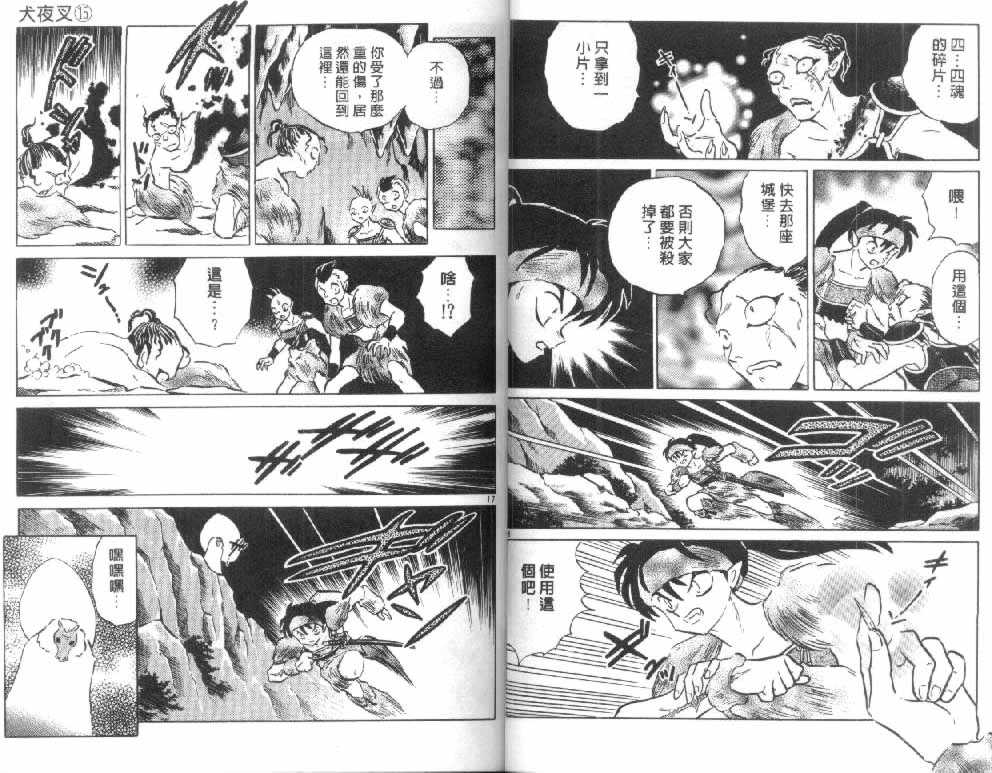 犬夜叉⑮
四…四魂
的碎片…
只拿到一
小片…
喂！
用這個…
快去那座
城堡…
否則大家
都要被殺
掉了…
使用這
個吧！
不過…
你受了那麼
重的傷，居
然還能回到
這裡…
啥…!?
這是…？
17
嘿嘿
嘿…